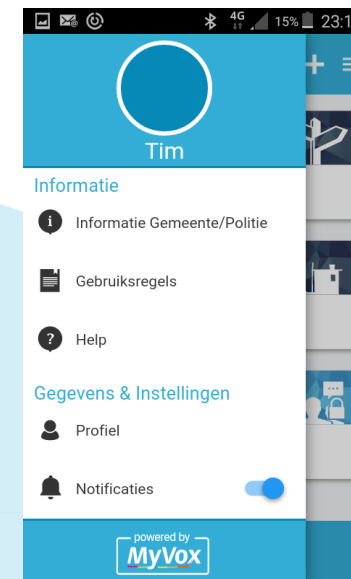 4G 15% 23:1
Tim
Informatie
Informatie Gemeente/Politie
Gebruiksregels
Help
Gegevens & Instellingen
Profiel
Notificaties
powered by
MyVox